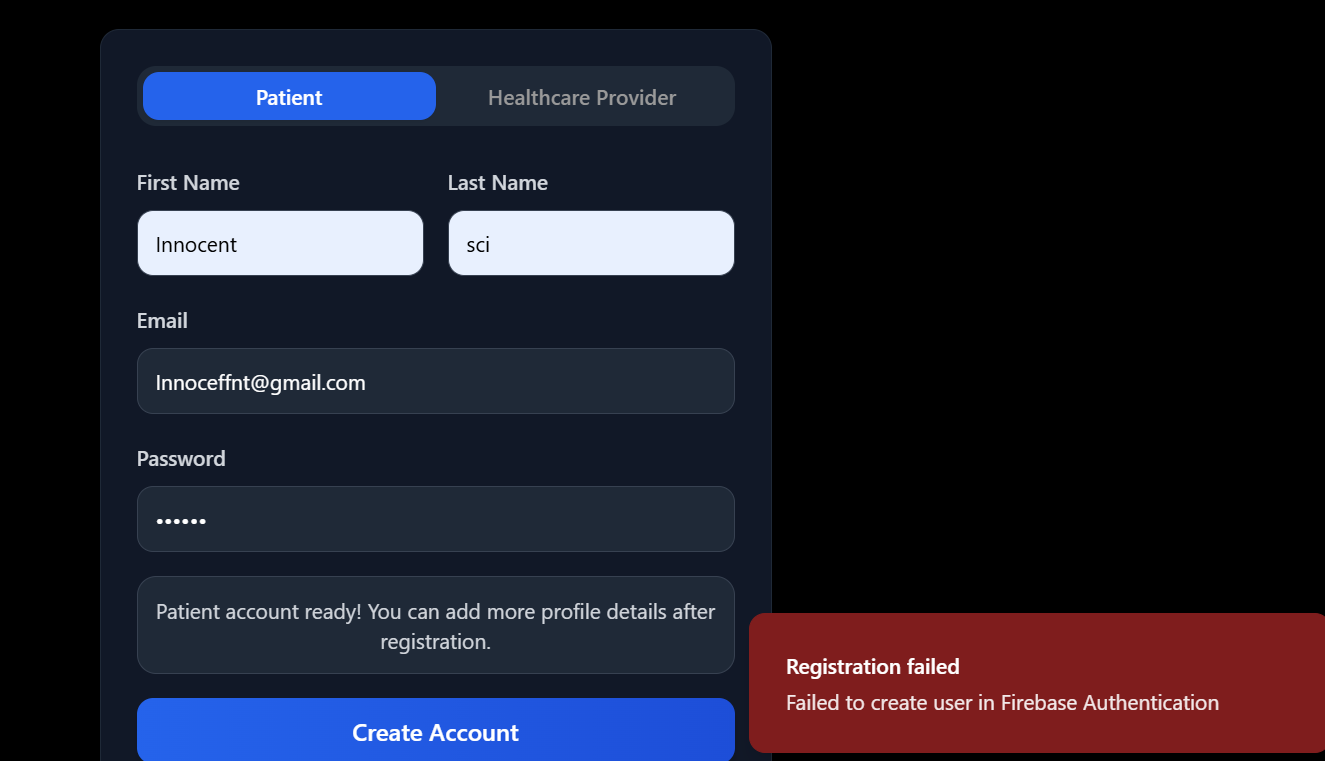 Patient Healthcare Provider
First Name Last Name
Innocent sci
Email
Innoceffnt@gmail.com
Password
••••••
Patient account ready! You can add more profile details after
registration.
Create Account
Registration failed
Failed to create user in Firebase Authentication